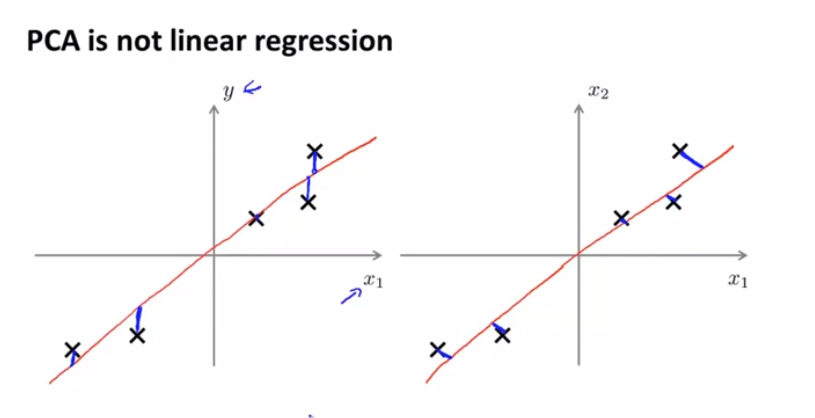 PCA is not linear regression
y
x₁
x₂
x₁